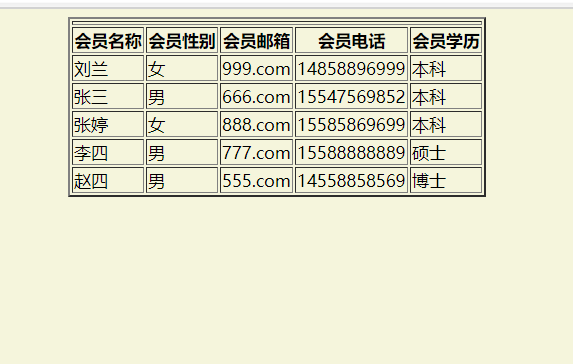 会员名称 会员性别 会员邮箱 会员电话 会员学历
刘兰 女 999.com 14858896999 本科
张三 男 666.com 15547569852 本科
张婷 女 888.com 15585869699 本科
李四 男 777.com 15588888889 硕士
赵四 男 555.com 14558858569 博士